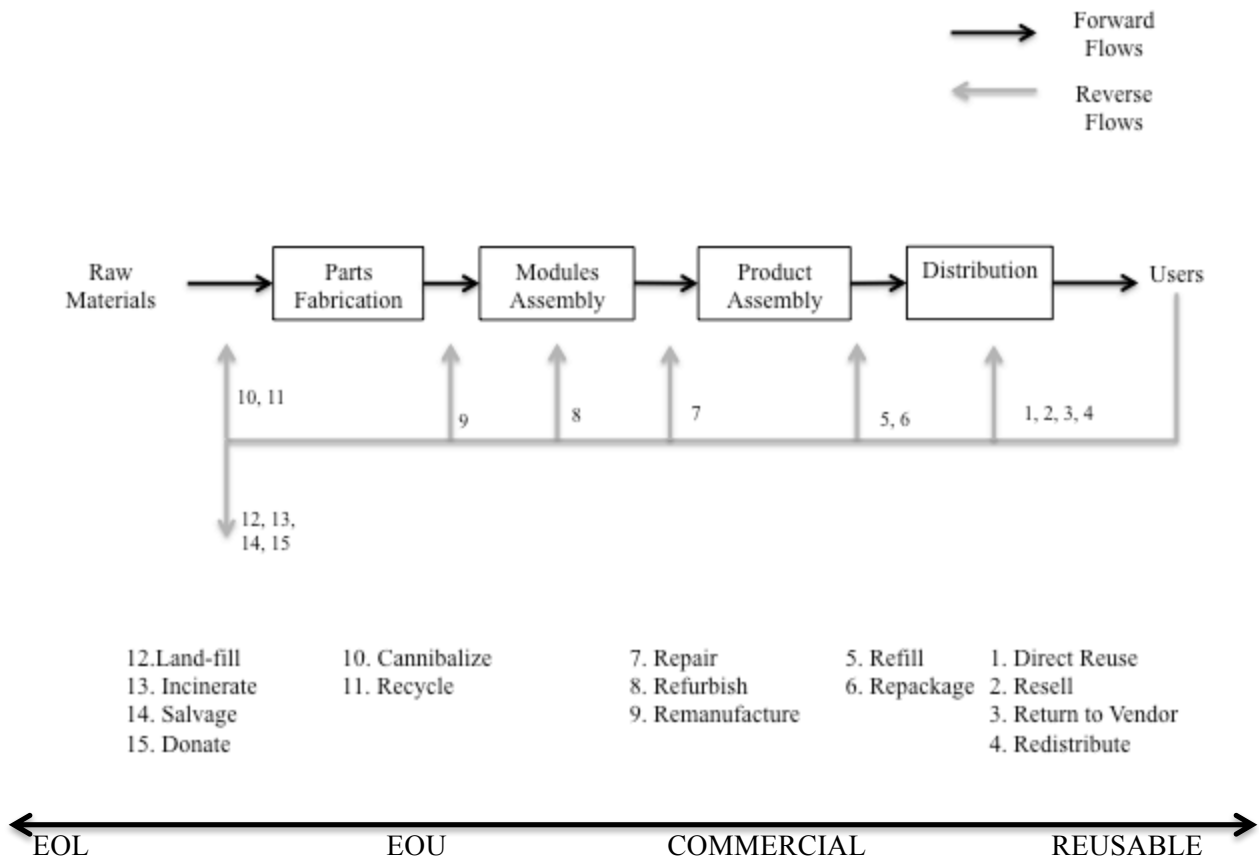 Forward
Flows
Reverse
Flows
Raw
Materials
Parts
Fabrication
Modules
Assembly
Product
Assembly
Distribution
Users
10, 11
9
8
7
5, 6
1, 2, 3, 4
12, 13,
14, 15
12.Land-fill
13. Incinerate
14. Salvage
15. Donate
10. Cannibalize
11. Recycle
7. Repair
8. Refurbish
9. Remanufacture
5. Refill
6. Repackage
1. Direct Reuse
2. Resell
3. Return to Vendor
4. Redistribute
EOL
EOU
COMMERCIAL
REUSABLE